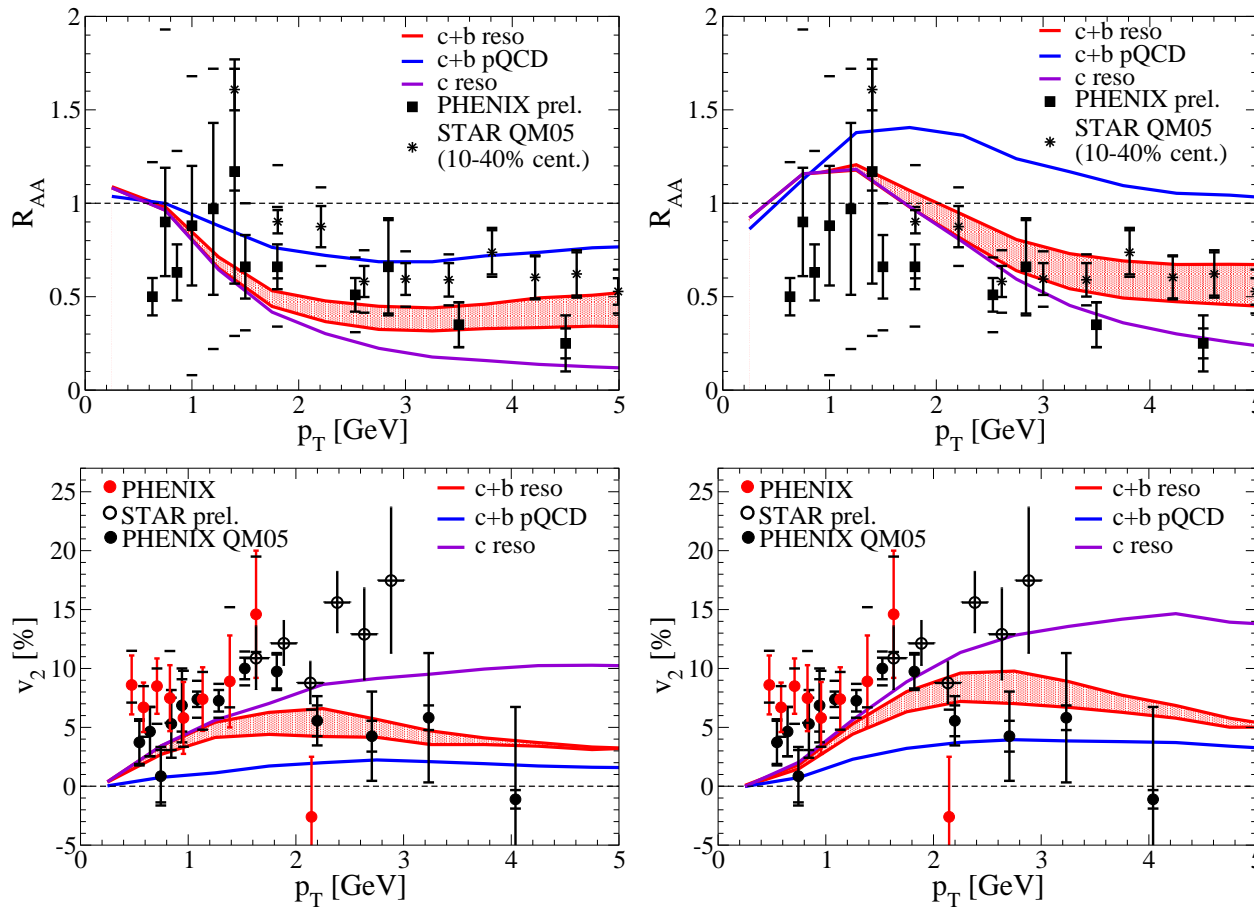 2
1.5
1
0.5
0
R_AA
c+b reso
c+b pQCD
c reso
PHENIX prel.
STAR QM05
(10-40% cent.)
0 1 2 3 4 5
p_T [GeV]
2
1.5
1
0.5
0
R_AA
c+b reso
c+b pQCD
c reso
PHENIX prel.
STAR QM05
(10-40% cent.)
0 1 2 3 4 5
p_T [GeV]
25
20
15
10
5
0
-5
v_2 [%]
PHENIX
STAR prel.
PHENIX QM05
c+b reso
c+b pQCD
c reso
0 1 2 3 4 5
p_T [GeV]
25
20
15
10
5
0
-5
v_2 [%]
PHENIX
STAR prel.
PHENIX QM05
c+b reso
c+b pQCD
c reso
0 1 2 3 4 5
p_T [GeV]